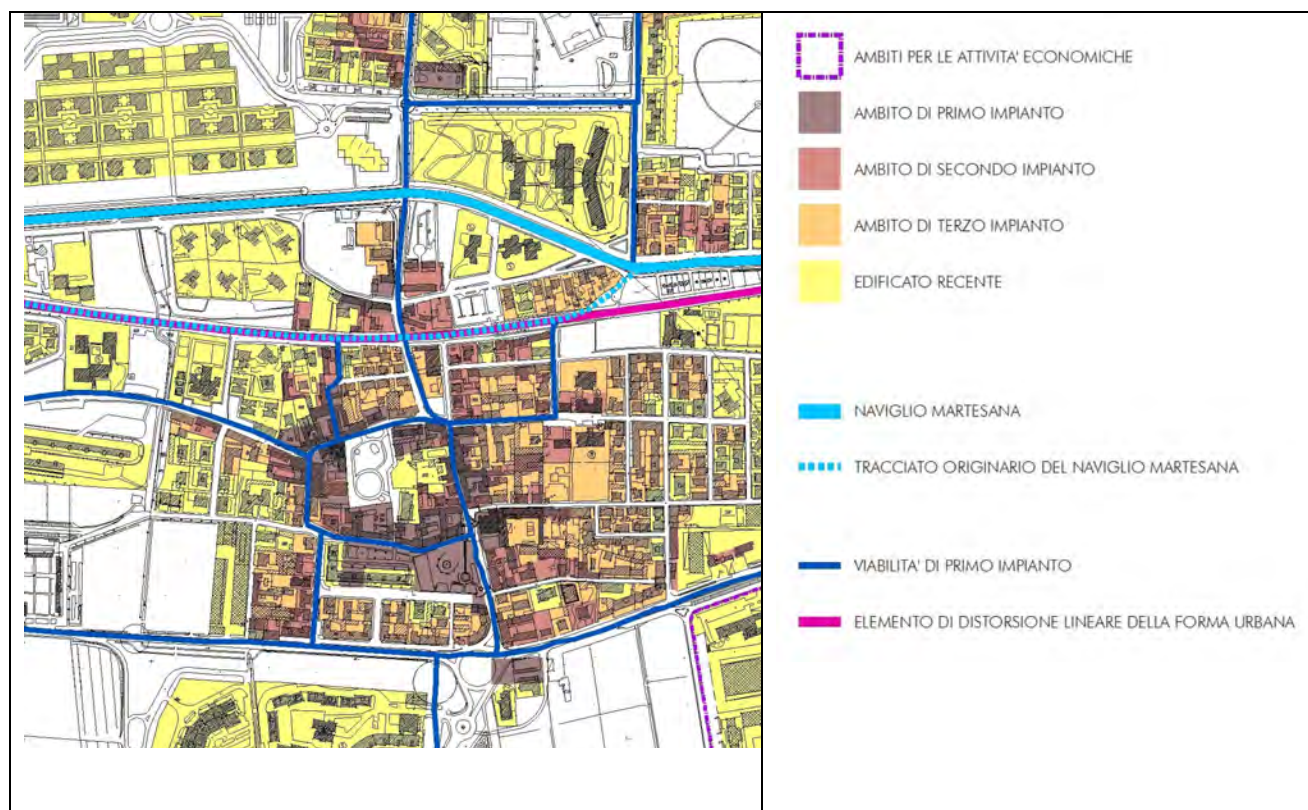 AMBITI PER LE ATTIVITA' ECONOMICHE
AMBITO DI PRIMO IMPIANTO
AMBITO DI SECONDO IMPIANTO
AMBITO DI TERZO IMPIANTO
EDIFICATO RECENTE
NAVIGLIO MARTESANA
TRACCIATO ORIGINARIO DEL NAVIGLIO MARTESANA
VIABILITA' DI PRIMO IMPIANTO
ELEMENTO DI DISTORSIONE LINEARE DELLA FORMA URBANA